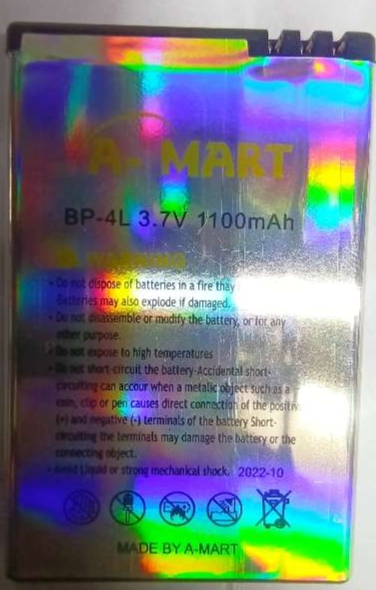 A- MART
BP-4L 3.7V 1100mAh
WARNING
• Do not dispose of batteries in a fire thay
Batteries may also explode if damaged.
• Do not disassemble or modify the battery, or for any
other purpose.
• Do not expose to high temperatures
• Do not short-circuit the battery-Accidental short-
circuiting can accour when a metalic object such as a
coin, clip or pen causes direct connection of the positiv
(+) and negative (-) terminals of the battery Short-
circuiting the terminals may damage the battery or the
connecting object.
• Avoid Liquid or strong mechanical shock. 2022-10
MADE BY A-MART